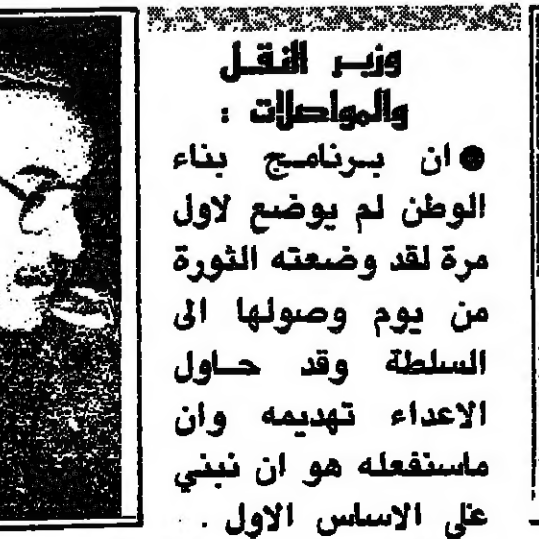 وزير النقل
والمواصلات :
● ان برنامج بناء
الوطن لم يوضع لاول
مرة لقد وضعته الثورة
من يوم وصولها الى
السلطة وقد حاول
الاعداء تهديمه وان
ماسنفعله هو ان نبني
على الاساس الاول .